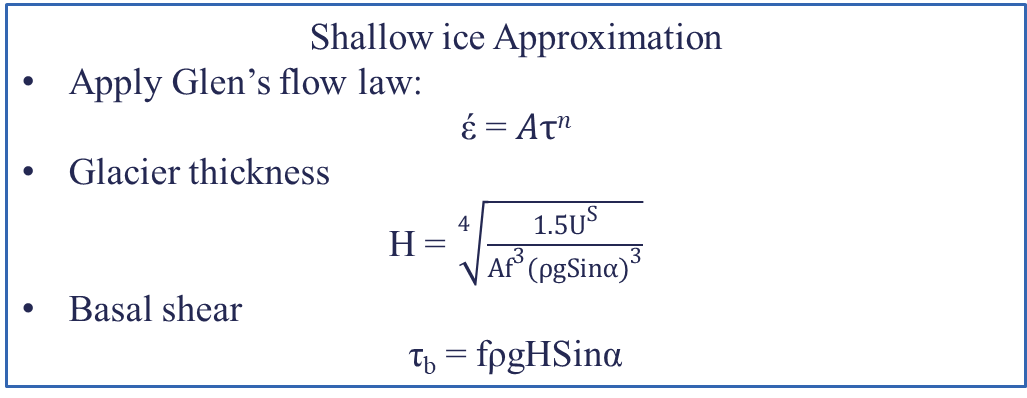 Shallow ice Approximation
• Apply Glen’s flow law:
έ = Aτⁿ
• Glacier thickness
H = ⁴√(1.5Uˢ / Af³(ρgSinα)³)
• Basal shear
τb = fρgHSinα